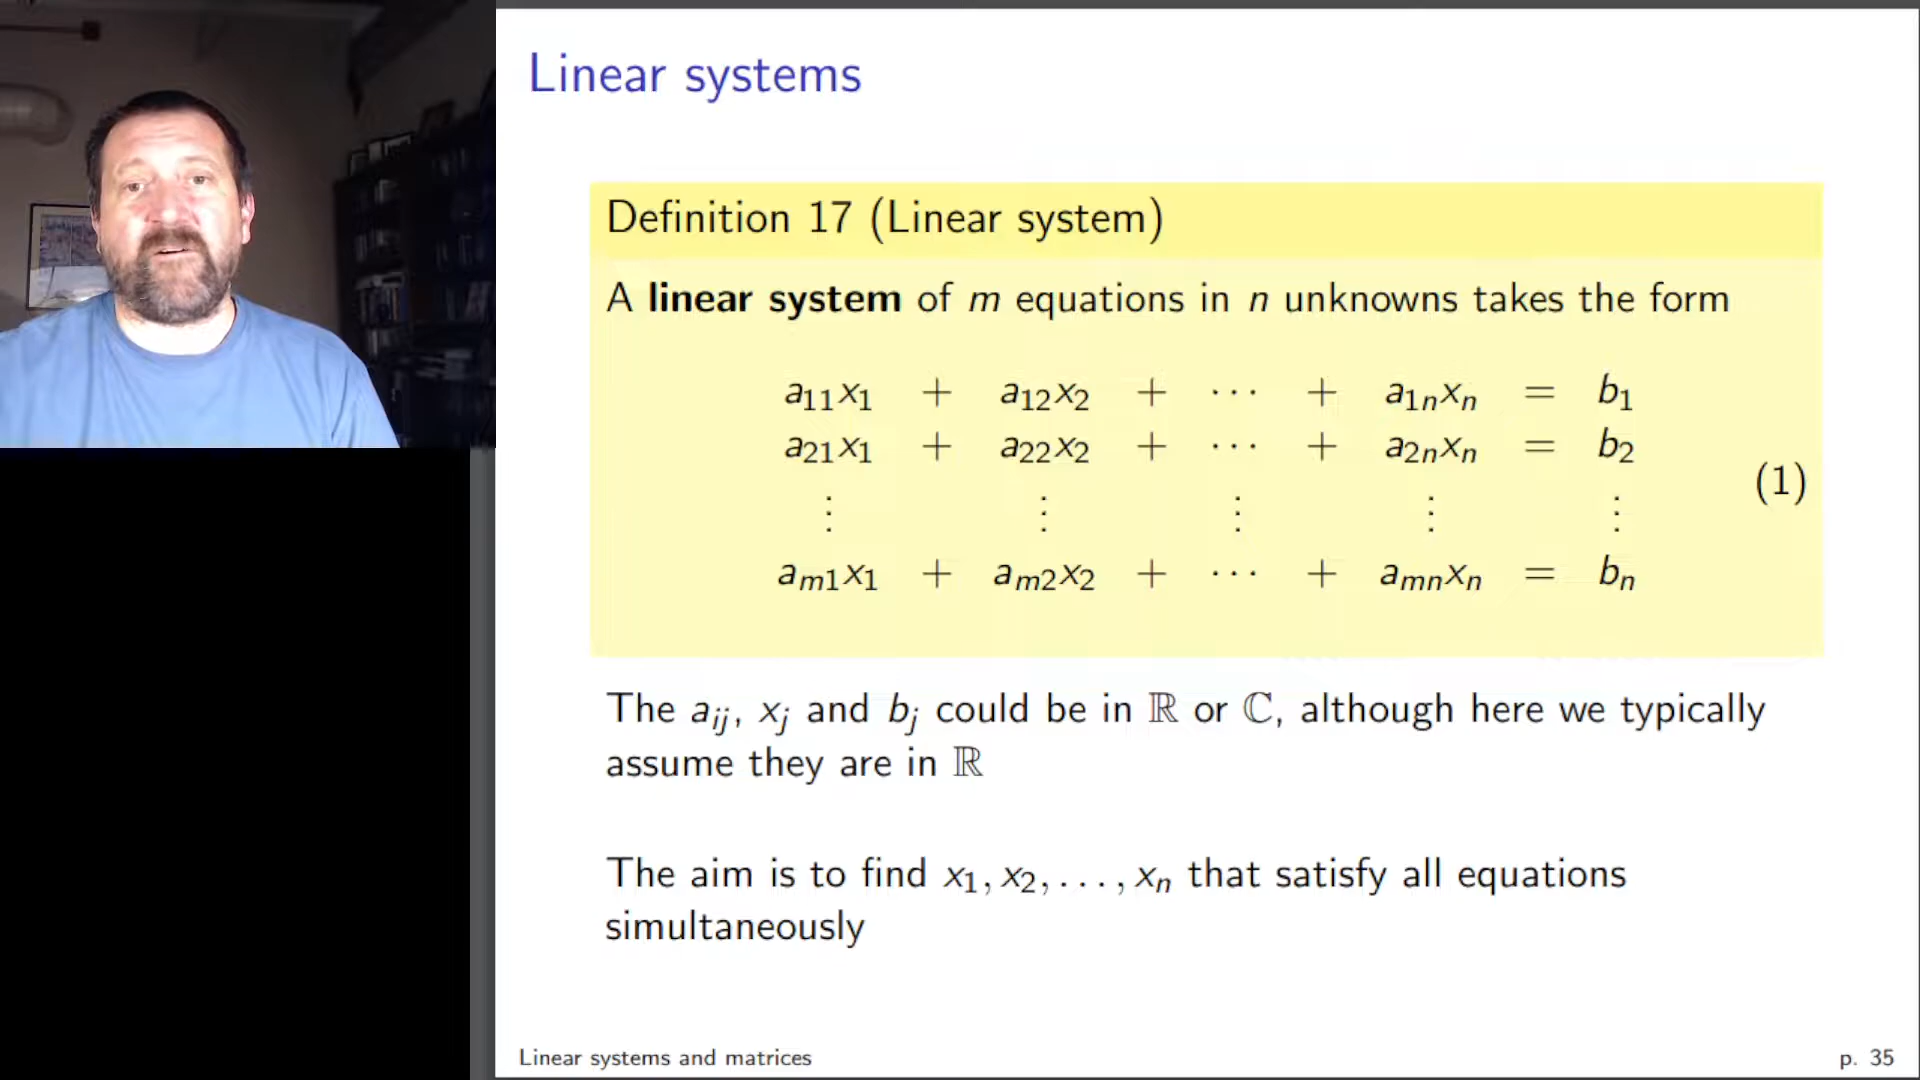 Linear systems
Definition 17 (Linear system)
A linear system of m equations in n unknowns takes the form
a₁₁x₁ + a₁₂x₂ + ⋯ + a₁ₙxₙ = b₁
a₂₁x₁ + a₂₂x₂ + ⋯ + a₂ₙxₙ = b₂
⋮ ⋮ ⋮ ⋮ ⋮ (1)
aₘ₁x₁ + aₘ₂x₂ + ⋯ + aₘₙxₙ = bₙ
The aᵢⱼ, xⱼ and bⱼ could be in ℝ or ℂ, although here we typically
assume they are in ℝ
The aim is to find x₁, x₂, . . . , xₙ that satisfy all equations
simultaneously
Linear systems and matrices p. 35